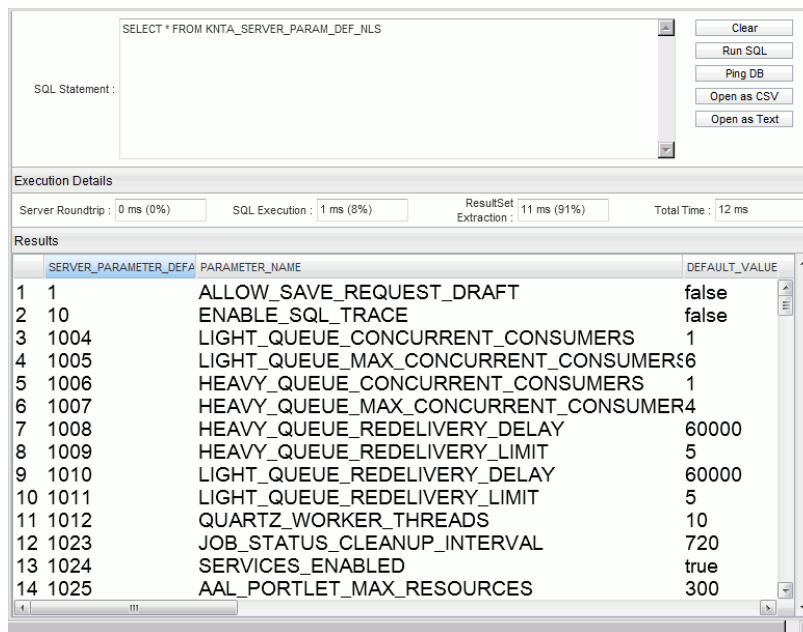 SELECT * FROM KNTA_SERVER_PARAM_DEF_NLS
Clear
Run SQL
Ping DB
SQL Statement :
Open as CSV
Open as Text
Execution Details
Server Roundtrip : 0 ms (0%) SQL Execution : 1 ms (8%) ResultSet Extraction : 11 ms (91%) Total Time : 12 ms
Results
SERVER_PARAMETER_DEFA PARAMETER_NAME DEFAULT_VALUE
1 1 ALLOW_SAVE_REQUEST_DRAFT false
2 10 ENABLE_SQL_TRACE false
3 1004 LIGHT_QUEUE_CONCURRENT_CONSUMERS 1
4 1005 LIGHT_QUEUE_MAX_CONCURRENT_CONSUMERS 6
5 1006 HEAVY_QUEUE_CONCURRENT_CONSUMERS 1
6 1007 HEAVY_QUEUE_MAX_CONCURRENT_CONSUMER 4
7 1008 HEAVY_QUEUE_REDELIVERY_DELAY 60000
8 1009 HEAVY_QUEUE_REDELIVERY_LIMIT 5
9 1010 LIGHT_QUEUE_REDELIVERY_DELAY 60000
10 1011 LIGHT_QUEUE_REDELIVERY_LIMIT 5
11 1012 QUARTZ_WORKER_THREADS 10
12 1023 JOB_STATUS_CLEANUP_INTERVAL 720
13 1024 SERVICES_ENABLED true
14 1025 AAL_PORTLET_MAX_RESOURCES 300